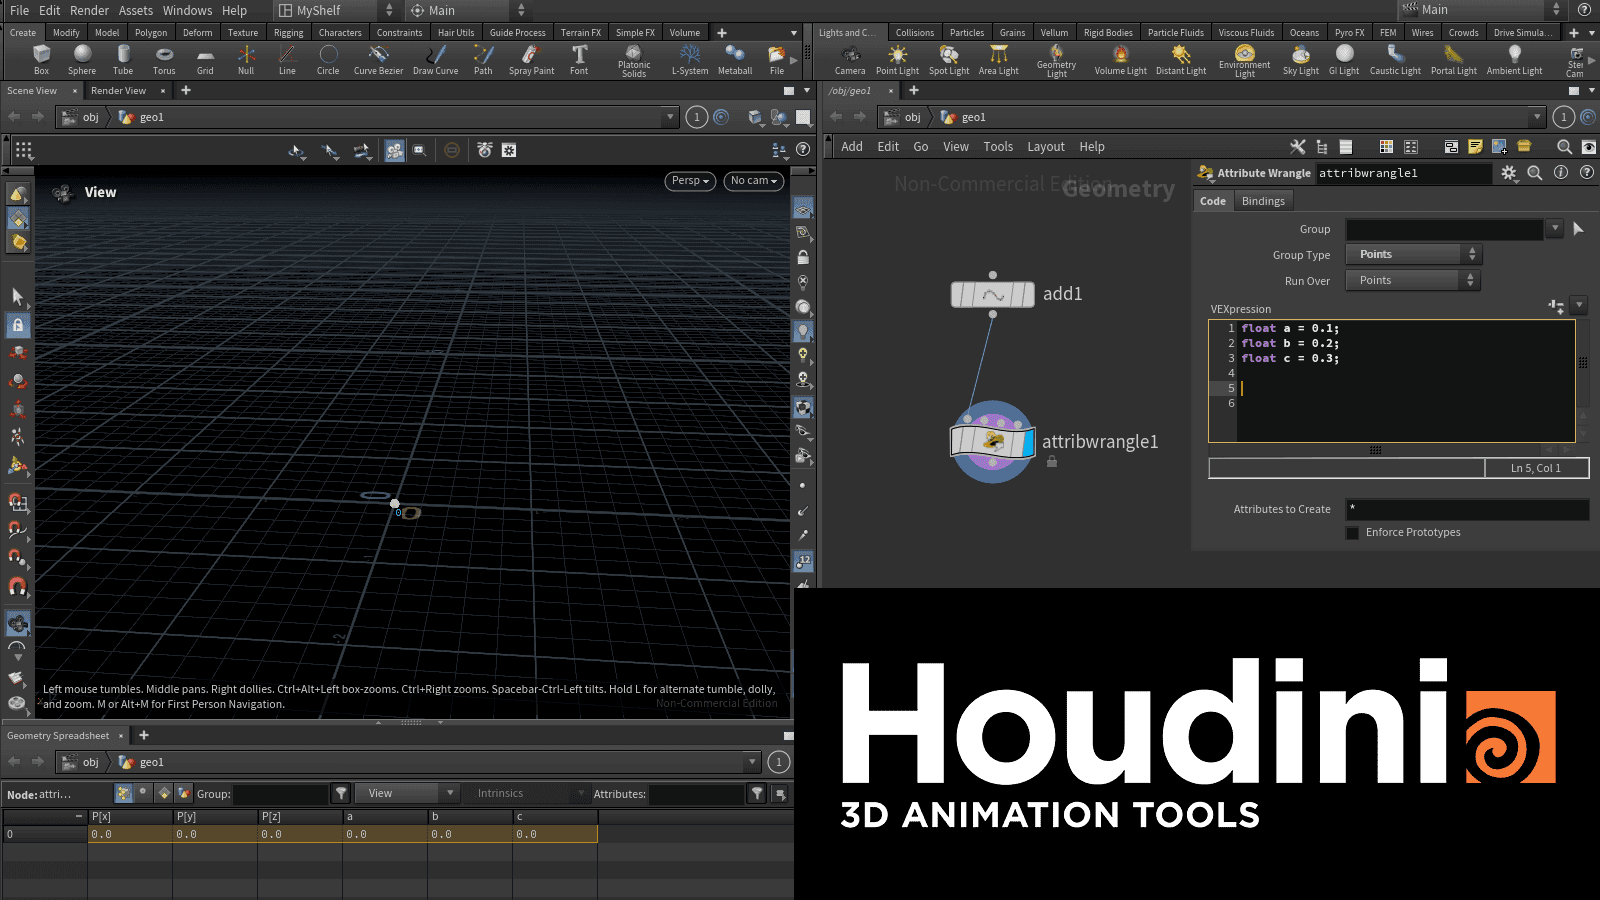 File Edit Render Assets Windows Help MyShelf Main Main
Create Modify Model Polygon Deform Texture Rigging Characters Constraints Hair Utils Guide Process Terrain FX Simple FX Volume
Lights and C... Collisions Particles Grains Vellum Rigid Bodies Particle Fluids Viscous Fluids Oceans Pyro FX FEM Wires Crowds Drive Simula...
Box Sphere Tube Torus Grid Null Line Circle Curve Bezier Draw Curve Path Spray Paint Font Platonic Solids L-System Metaball File
Camera Point Light Spot Light Area Light Geometry Light Volume Light Distant Light Environment Light Sky Light GI Light Caustic Light Portal Light Ambient Light
Scene View Render View
/obj/geo1
obj geo1 1
obj geo1 1
Add Edit Go View Tools Layout Help
View
Persp No cam
Non-Commercial Edition
Geometry
Attribute Wrangle attribwrangle1
Code Bindings
Group
Group Type Points
Run Over Points
VEXpression
1 float a = 0.1;
2 float b = 0.2;
3 float c = 0.3;
4
5
6
Ln 5, Col 1
Attributes to Create *
Enforce Prototypes
add1
attribwrangle1
0
12
Left mouse tumbles. Middle pans. Right dollies. Ctrl+Alt+Left box-zooms. Ctrl+Right zooms. Spacebar-Ctrl-Left tilts. Hold L for alternate tumble, dolly,
and zoom. M or Alt+M for First Person Navigation.
Non-Commercial Edition
Geometry Spreadsheet
obj geo1 1
Node: attri... Group: View Intrinsics Attributes:
P[x] P[y] P[z] a b c
0 0.0 0.0 0.0 0.0 0.0 0.0
Houdini
3D ANIMATION TOOLS